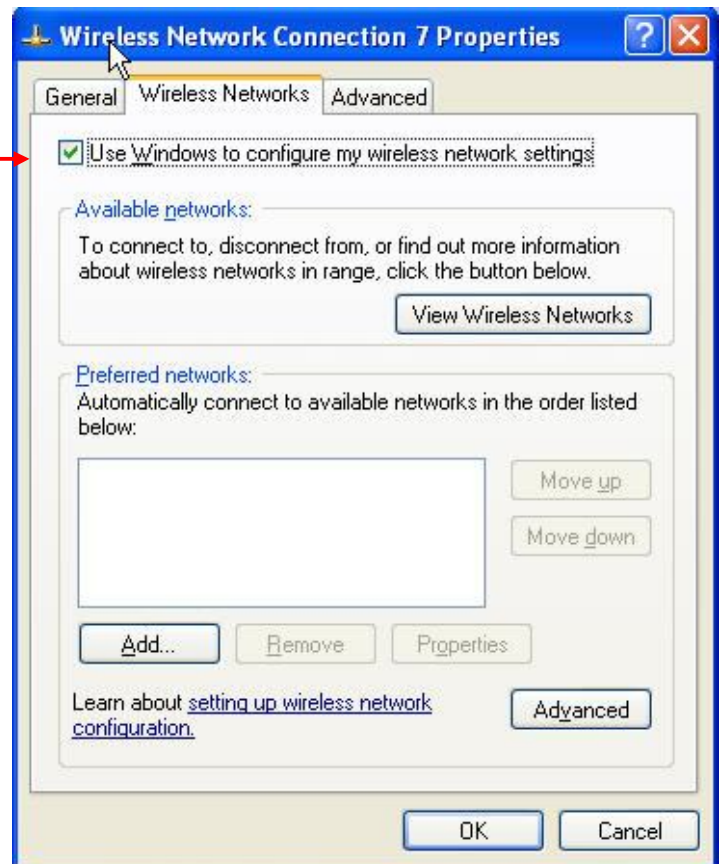 Wireless Network Connection 7 Properties
General Wireless Networks Advanced
Use Windows to configure my wireless network settings
Available networks:
To connect to, disconnect from, or find out more information
about wireless networks in range, click the button below.
View Wireless Networks
Preferred networks:
Automatically connect to available networks in the order listed
below:
Move up
Move down
Add... Remove Properties
Learn about setting up wireless network
configuration.
Advanced
OK Cancel